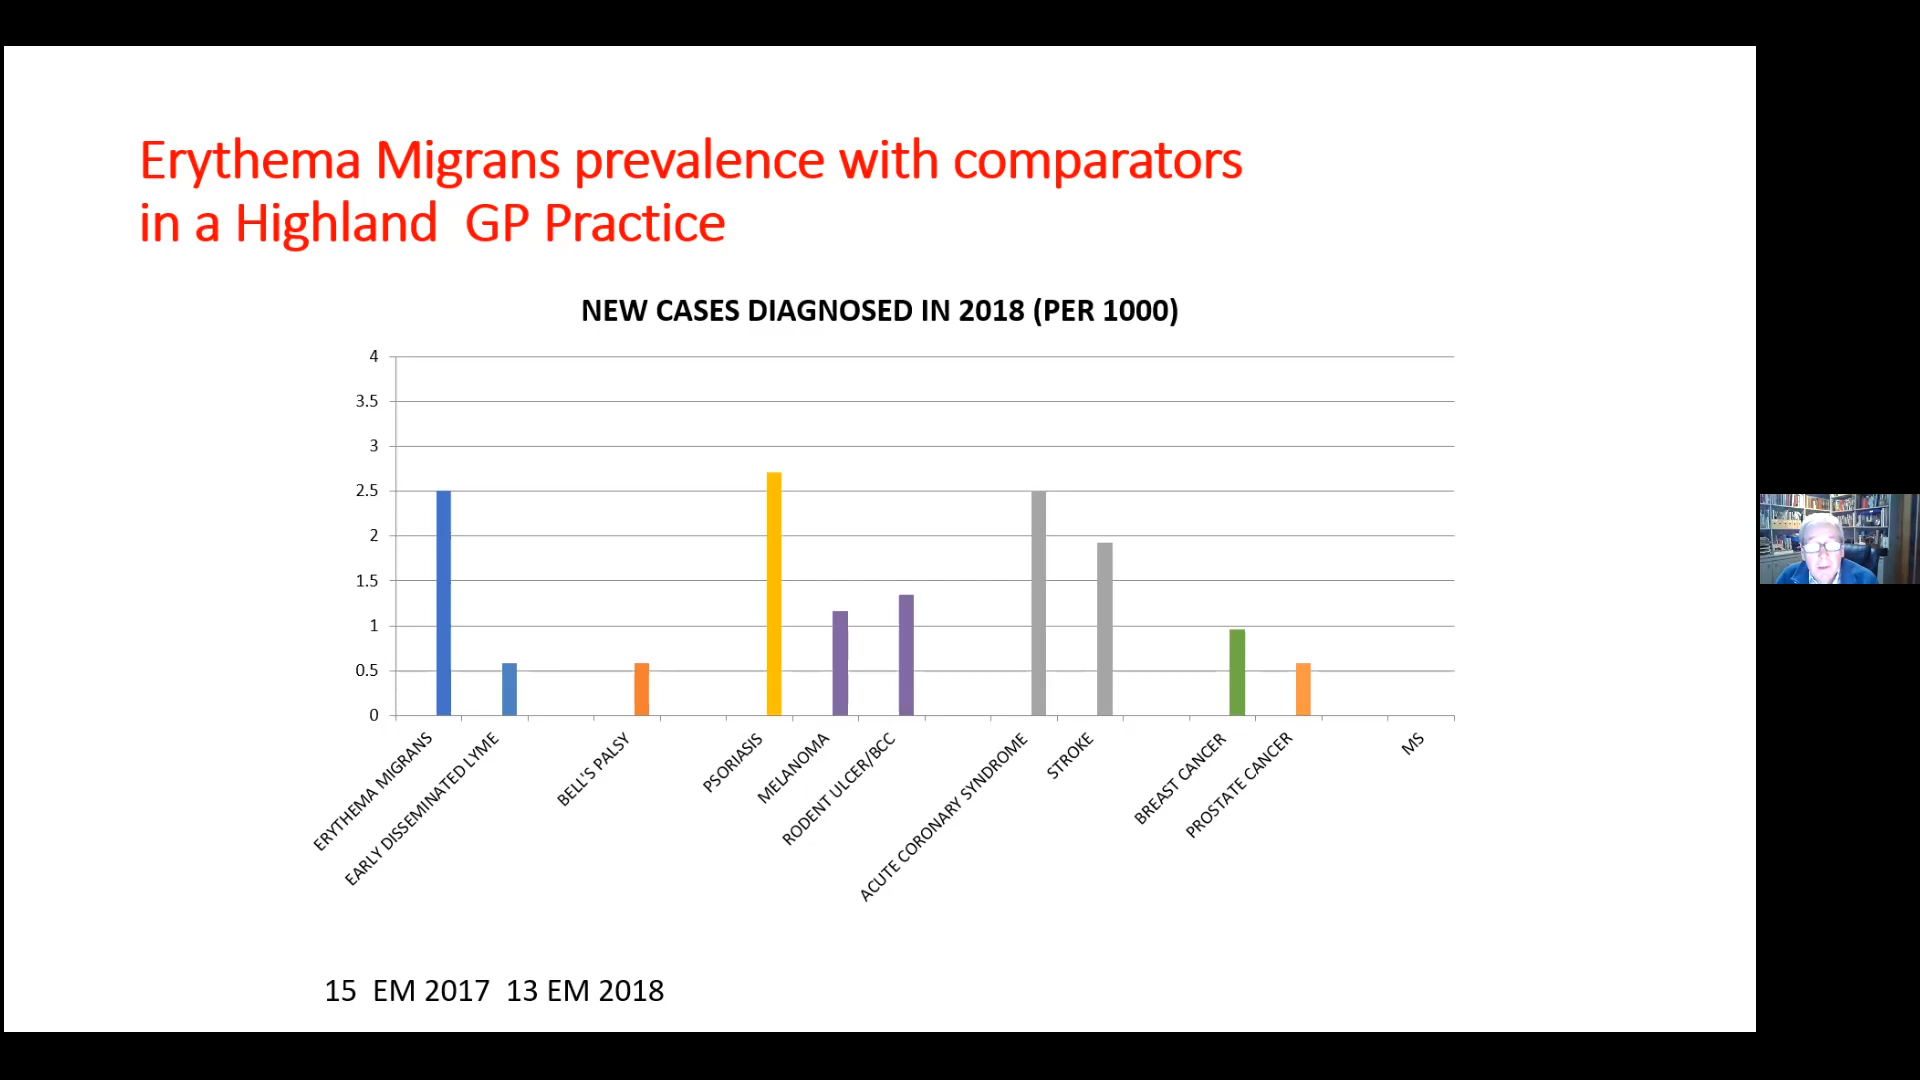 Erythema Migrans prevalence with comparators
in a Highland GP Practice
NEW CASES DIAGNOSED IN 2018 (PER 1000)
4
3.5
3
2.5
2
1.5
1
0.5
0
ERYTHEMA MIGRANS
EARLY DISSEMINATED LYME
BELL'S PALSY
PSORIASIS
MELANOMA
RODENT ULCER/BCC
ACUTE CORONARY SYNDROME
STROKE
BREAST CANCER
PROSTATE CANCER
MS
15 EM 2017 13 EM 2018